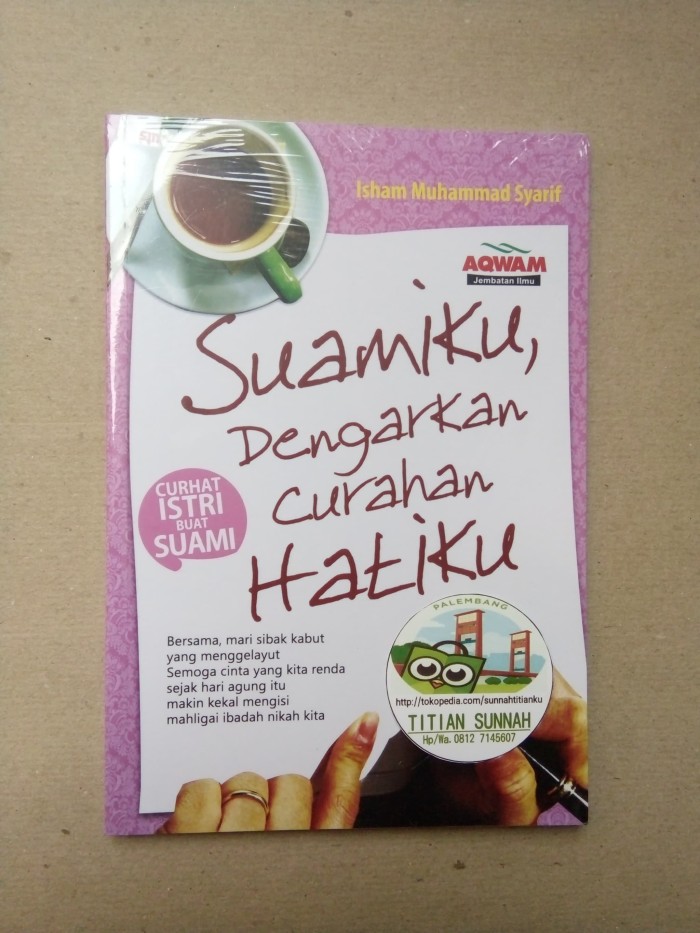 Isham Muhammad Syarif
AQWAM
Jembatan Ilmu
Suamiku,
Dengarkan
curahan
Hatiku
CURHAT
ISTRI
BUAT
SUAMI
Bersama, mari sibak kabut
yang menggelayut
Semoga cinta yang kita renda
sejak hari agung itu
makin kekal mengisi
mahligai ibadah nikah kita
PALEMBANG
http://tokopedia.com/sunnahtitianku
TITIAN SUNNAH
Hp/Wa. 0812 7145607